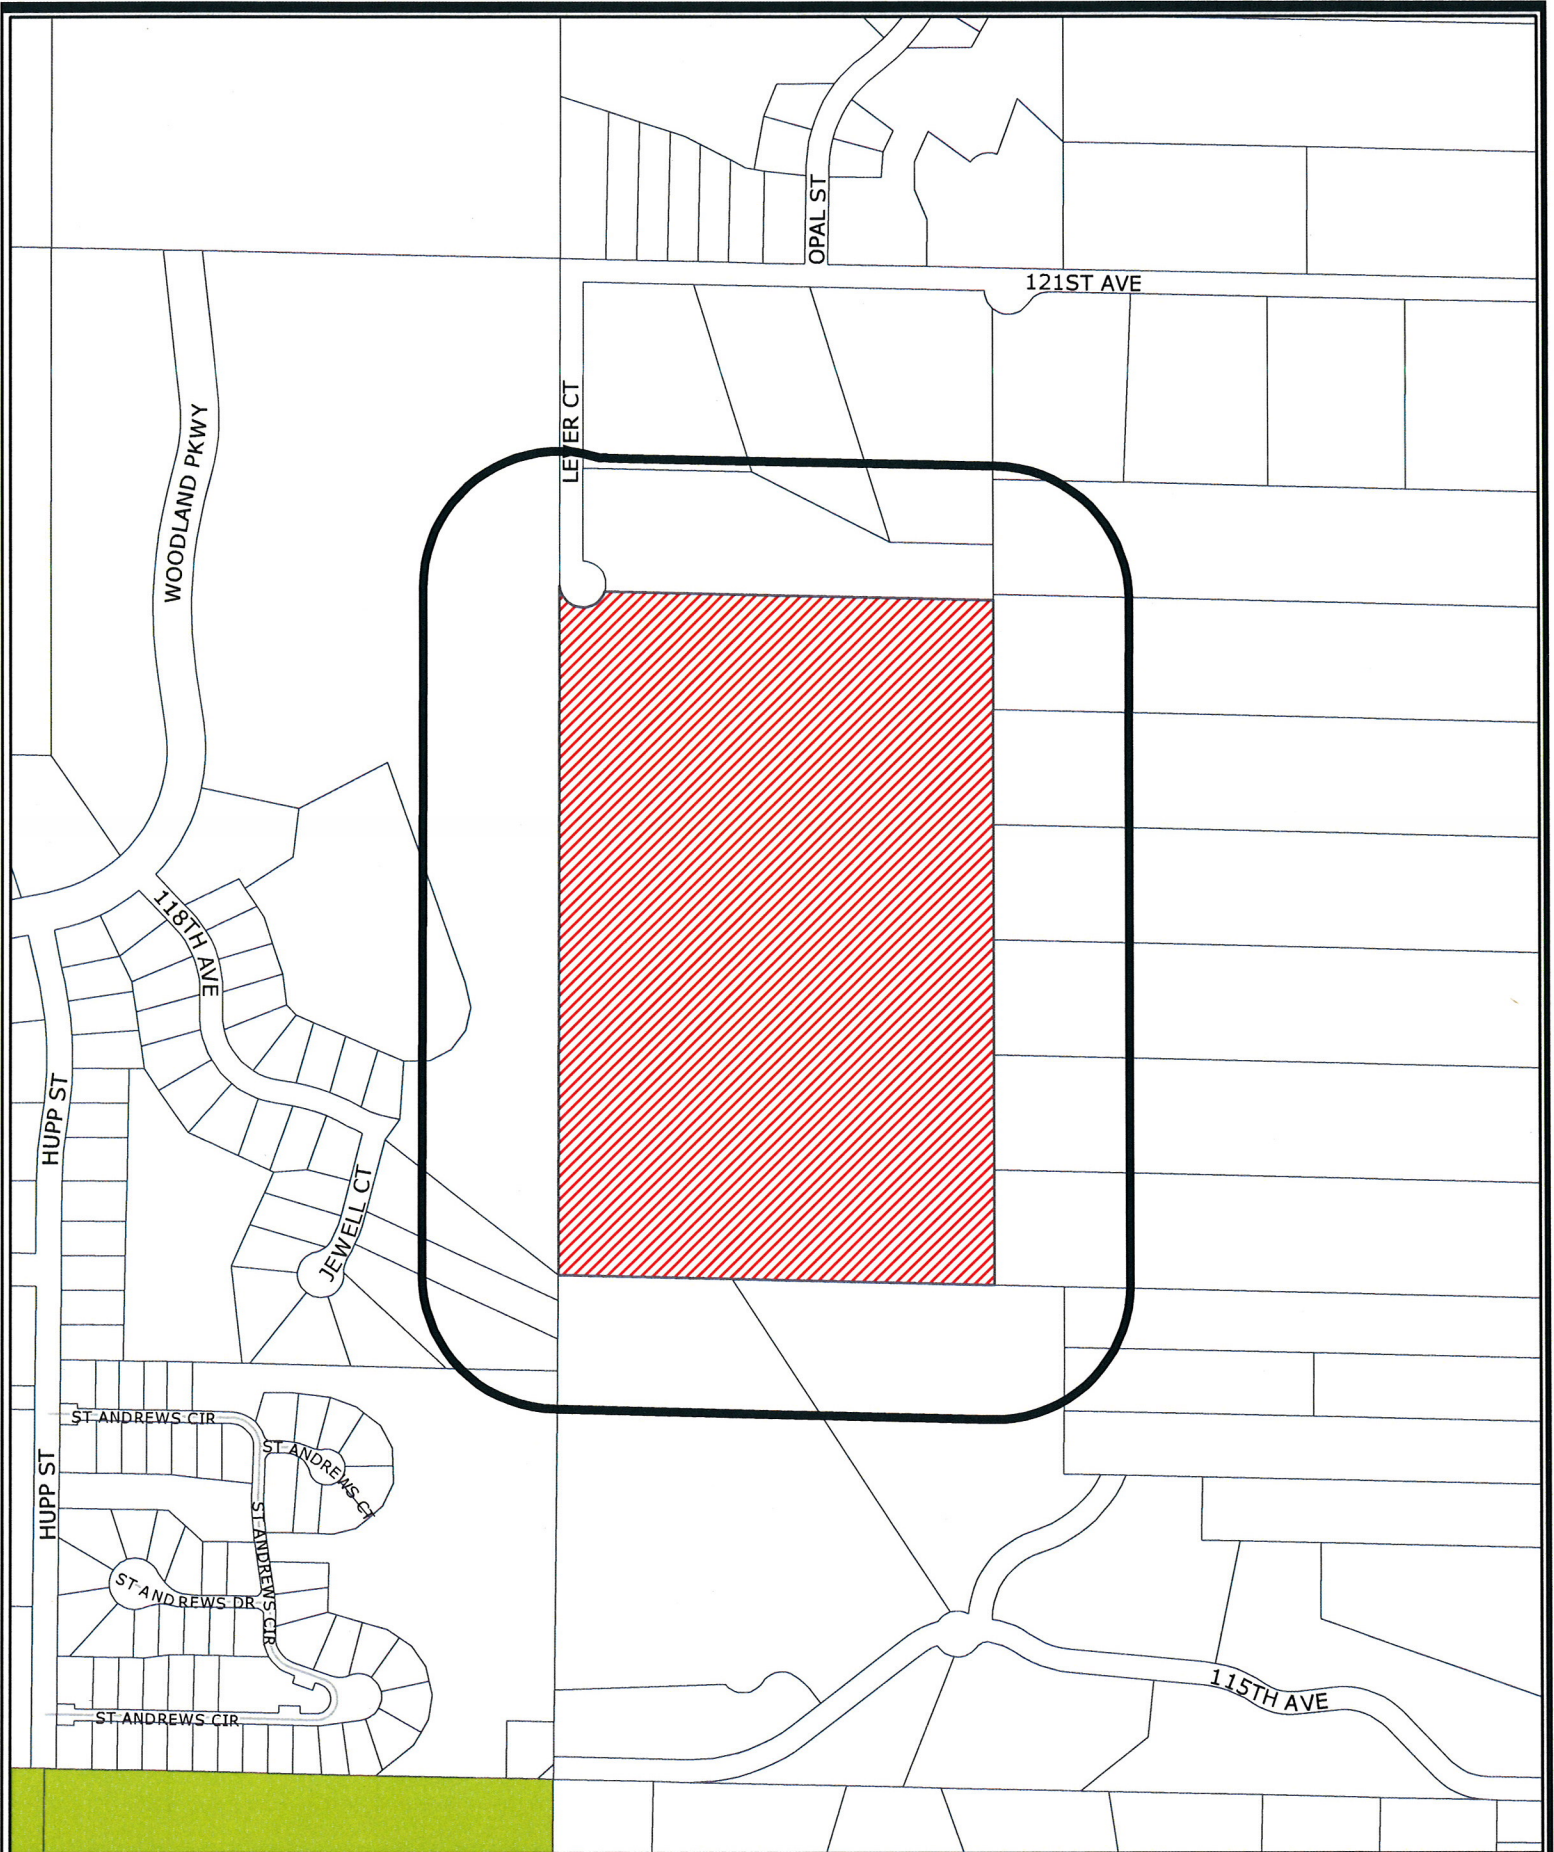 OPAL ST
121ST AVE
LEVER CT
WOODLAND PKWY
118TH AVE
HUPP ST
JEWELL CT
ST ANDREWS CIR
ST ANDREWS CT
HUPP ST
ST ANDREWS CIR
ST ANDREWS DR
115TH AVE
ST ANDREWS CIR